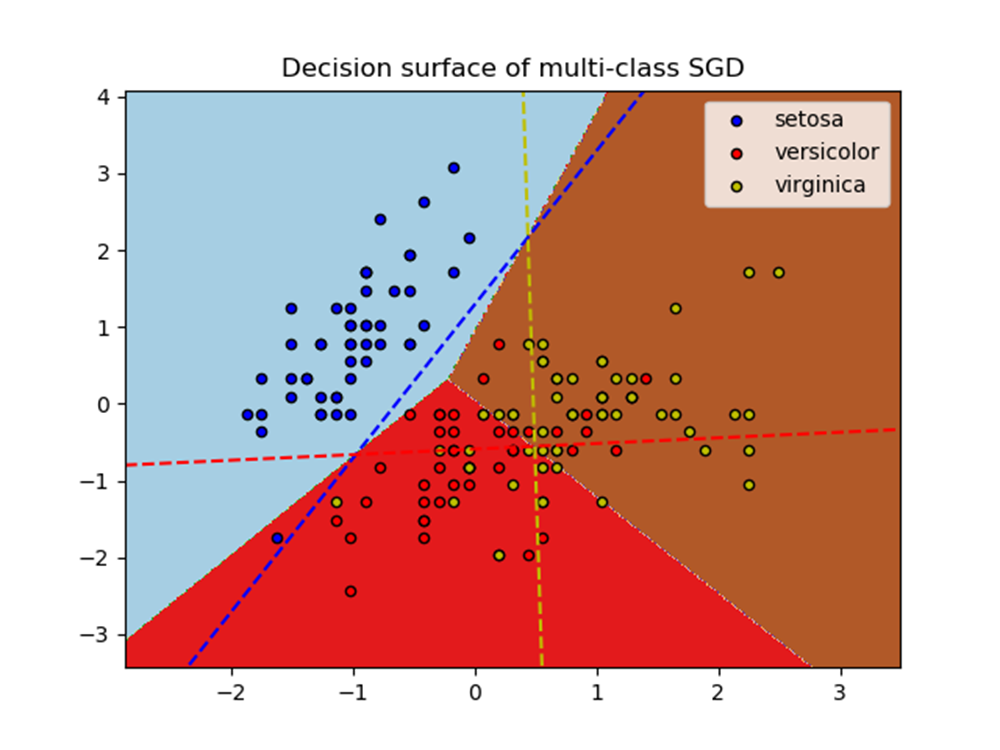 Decision surface of multi-class SGD
setosa
versicolor
virginica
4
3
2
1
0
−1
−2
−3
−2 −1 0 1 2 3